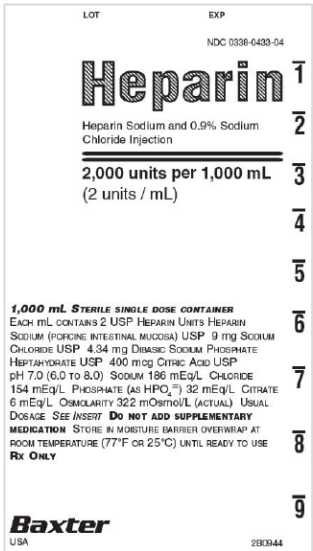 LOT EXP
NDC 0338-0433-04
Heparin
Heparin Sodium and 0.9% Sodium
Chloride Injection
2,000 units per 1,000 mL
(2 units / mL)
1
2
3
4
5
6
7
8
9
1,000 mL STERILE SINGLE DOSE CONTAINER
EACH mL CONTAINS 2 USP HEPARIN UNITS HEPARIN
SODIUM (PORCINE INTESTINAL MUCOSA) USP 9 mg SODIUM
CHLORIDE USP 4.34 mg DIBASIC SODIUM PHOSPHATE
HEPTAHYDRATE USP 400 mcg CITRIC ACID USP
pH 7.0 (6.0 TO 8.0) SODIUM 186 mEq/L CHLORIDE
154 mEq/L PHOSPHATE (AS HPO₄⁼) 32 mEq/L CITRATE
6 mEq/L OSMOLARITY 322 mOsmol/L (ACTUAL) USUAL
DOSAGE SEE INSERT DO NOT ADD SUPPLEMENTARY
MEDICATION STORE IN MOISTURE BARRIER OVERWRAP AT
ROOM TEMPERATURE (77°F OR 25°C) UNTIL READY TO USE
RX ONLY
Baxter
USA 2B0944